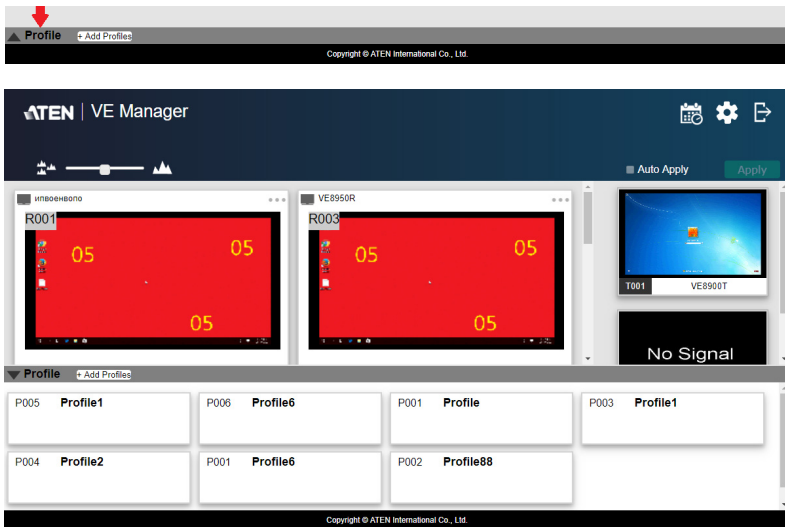 Profile + Add Profiles
Copyright © ATEN International Co., Ltd.
ATEN | VE Manager
Auto Apply Apply
ипвоенвопо VE8950R
R001 R003
05 05 05 05
05 05
T001 VE8900T
No Signal
Profile + Add Profiles
P005 Profile1 P006 Profile6 P001 Profile P003 Profile1
P004 Profile2 P001 Profile6 P002 Profile88
Copyright © ATEN International Co., Ltd.